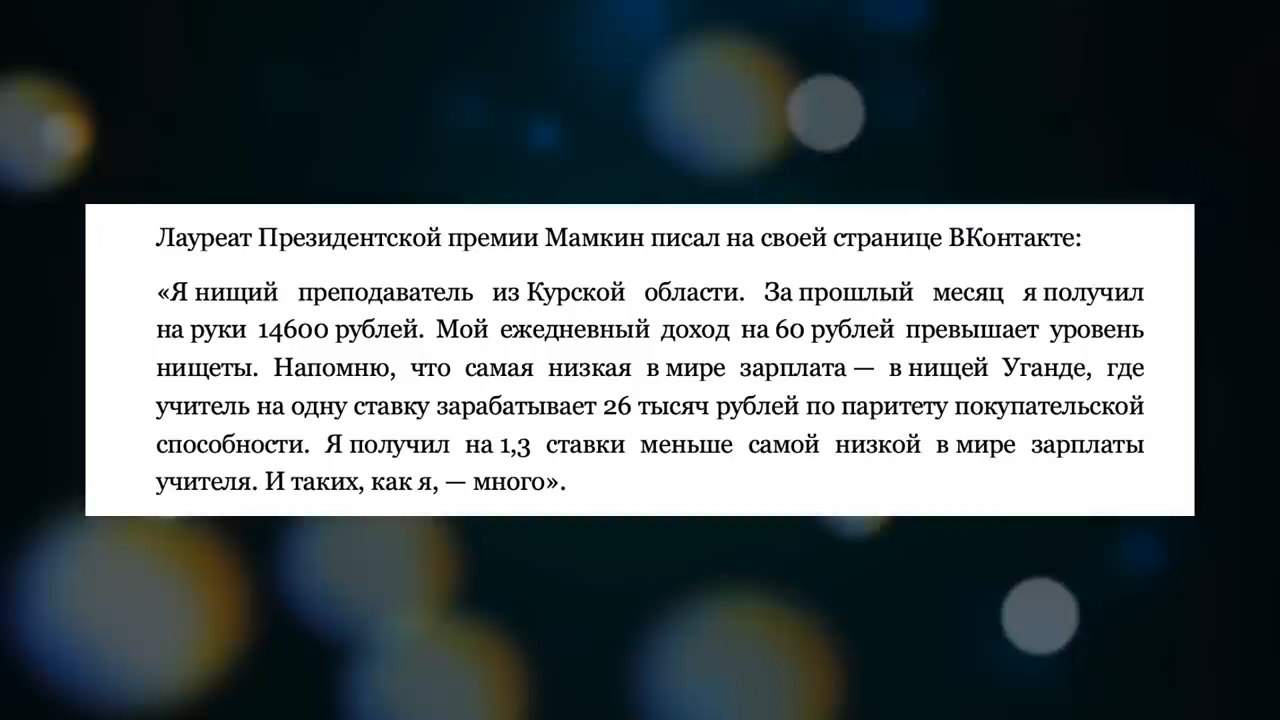 Лауреат Президентской премии Мамкин писал на своей странице ВКонтакте:
«Я нищий преподаватель из Курской области. За прошлый месяц я получил
на руки 14600 рублей. Мой ежедневный доход на 60 рублей превышает уровень
нищеты. Напомню, что самая низкая в мире зарплата — в нищей Уганде, где
учитель на одну ставку зарабатывает 26 тысяч рублей по паритету покупательской
способности. Я получил на 1,3 ставки меньше самой низкой в мире зарплаты
учителя. И таких, как я, — много».